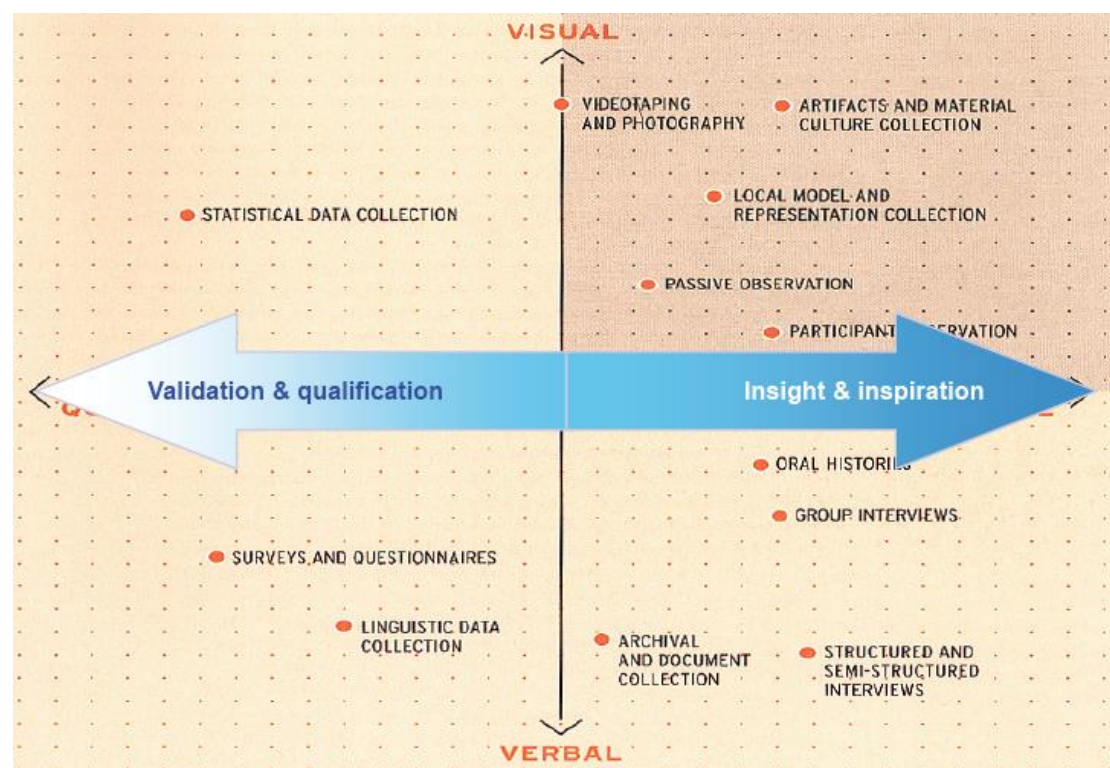 VISUAL
VIDEOTAPING
AND PHOTOGRAPHY
ARTIFACTS AND MATERIAL
CULTURE COLLECTION
LOCAL MODEL AND
REPRESENTATION COLLECTION
STATISTICAL DATA COLLECTION
PASSIVE OBSERVATION
PARTICIPANT
Validation & qualification
Insight & inspiration
ORAL
GROUP INTERVIEWS
SURVEYS AND QUESTIONNAIRES
LINGUISTIC DATA
COLLECTION
ARCHIVAL
AND DOCUMENT
COLLECTION
STRUCTURED AND
SEMI-STRUCTURED
INTERVIEWS
VERBAL